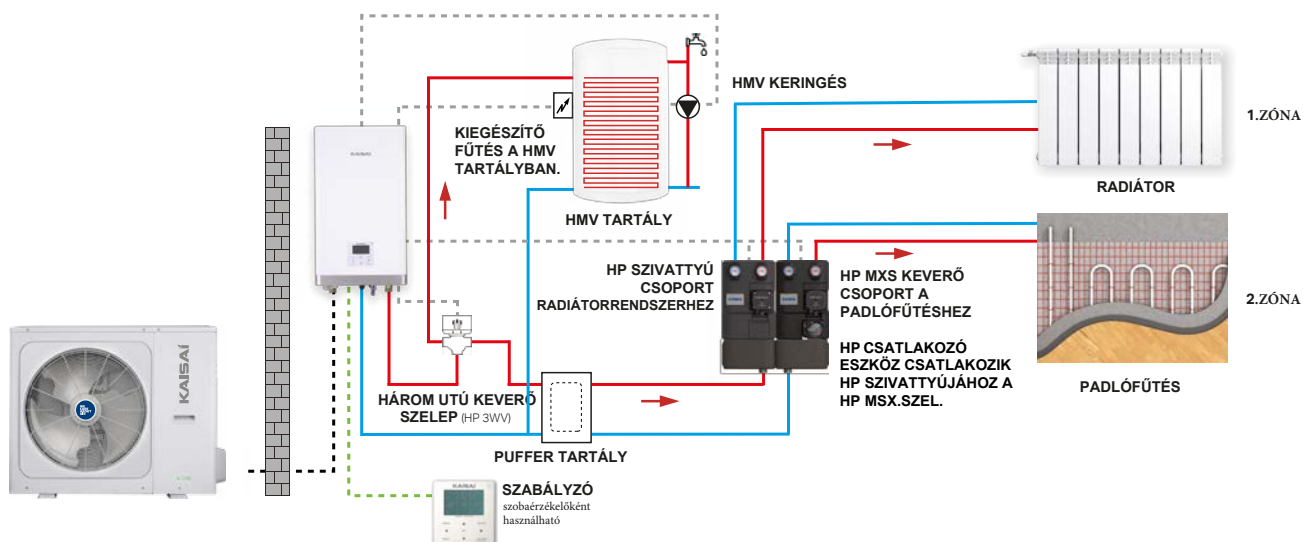 HMV KERINGÉS
1.ZÓNA
KAISAI
KIEGÉSZÍTŐ
FŰTÉS A HMV
TARTÁLYBAN.
RADIÁTOR
HMV TARTÁLY
HP SZIVATTYÚ
CSOPORT
RADIÁTORRENDSZERHEZ
HP MXS KEVERŐ
CSOPORT A
PADLÓFŰTÉSHEZ
2.ZÓNA
KAISAI
HP CSATLAKOZÓ
ESZKÖZ CSATLAKOZIK
HP SZIVATTYÚJÁHOZ A
HP MSX.SZEL.
PADLÓFŰTÉS
HÁROM UTÚ KEVERŐ
SZELEP (HP 3WV)
PUFFER TARTÁLY
KAISAI
SZABÁLYZÓ
szobaérzékelőként
használható